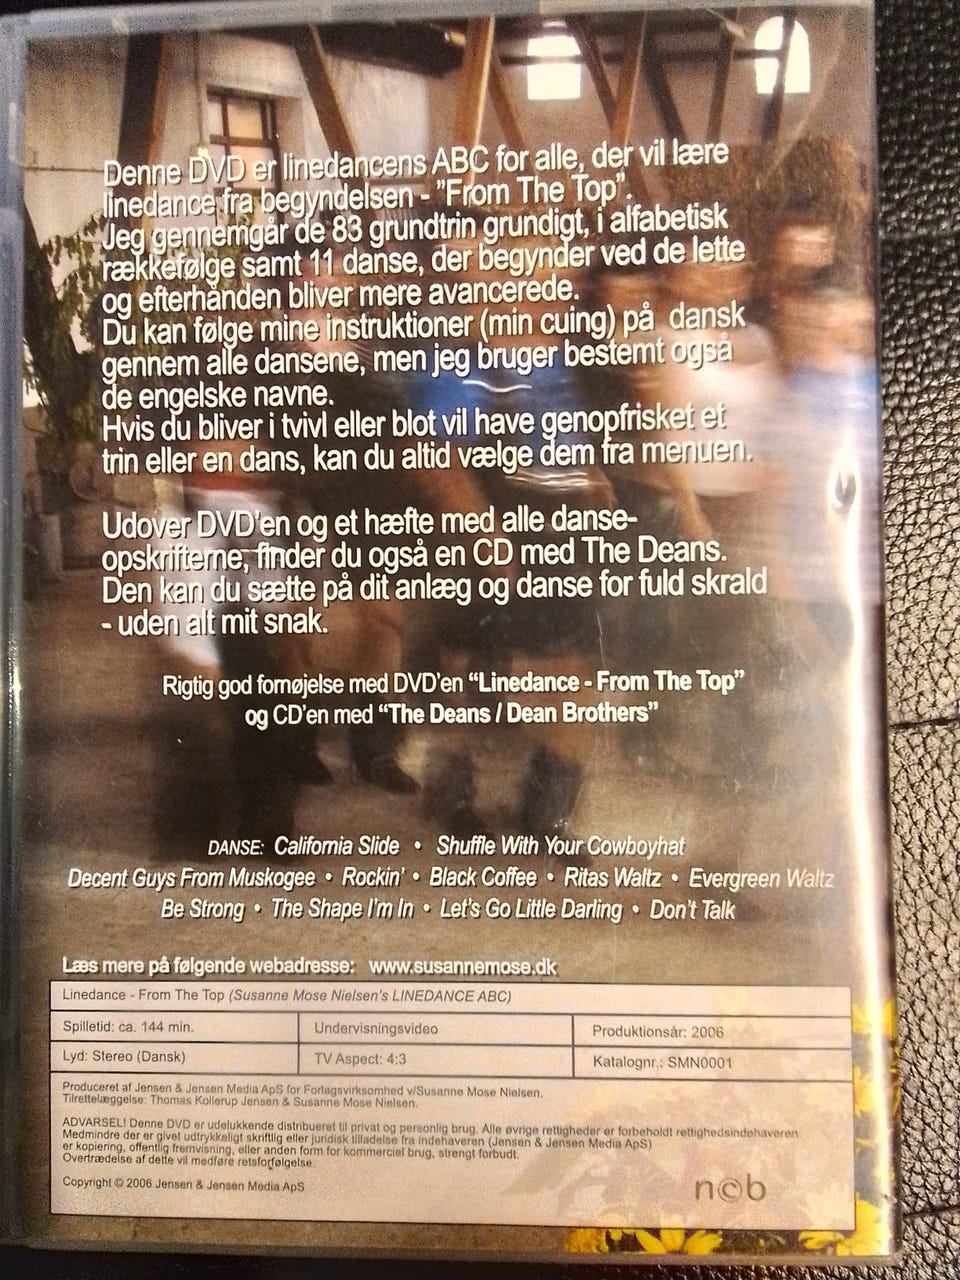 Denne DVD er linedancens ABC for alle, der vil lære
linedance fra begyndelsen - "From The Top".
Jeg gennemgår de 83 grundtrin grundigt, i alfabetisk
rækkefølge samt 11 danse, der begynder ved de lette
og efterhånden bliver mere avancerede.
Du kan følge mine instruktioner (min cuing) på dansk
gennem alle dansene, men jeg bruger bestemt også
de engelske navne.
Hvis du bliver i tvivl eller blot vil have genopfrisket et
trin eller en dans, kan du altid vælge dem fra menuen.
Udover DVD'en og et hæfte med alle danse-
opskrifterne, finder du også en CD med The Deans.
Den kan du sætte på dit anlæg og danse for fuld skrald
- uden alt mit snak.
Rigtig god fornøjelse med DVD'en "Linedance - From The Top"
og CD'en med "The Deans / Dean Brothers"
DANSE: California Slide • Shuffle With Your Cowboyhat
Decent Guys From Muskogee • Rockin' • Black Coffee • Ritas Waltz • Evergreen Waltz
Be Strong • The Shape I'm In • Let's Go Little Darling • Don't Talk
Læs mere på følgende webadresse: www.susannemose.dk
Linedance - From The Top (Susanne Mose Nielsen's LINEDANCE ABC)
Spilletid: ca. 144 min. Undervisningsvideo Produktionsår: 2006
Lyd: Stereo (Dansk) TV Aspect: 4:3 Katalognr.: SMN0001
Produceret af Jensen & Jensen Media ApS for Forlagsvirksomhed v/Susanne Mose Nielsen.
Tilrettelæggelse: Thomas Kollerup Jensen & Susanne Mose Nielsen.
ADVARSEL! Denne DVD er udelukkende distribueret til privat og personlig brug. Alle øvrige rettigheder er forbeholdt rettighedsindehaveren.
Medmindre der er givet udtrykkeligt skriftlig eller juridisk tilladelse fra indehaveren (Jensen & Jensen Media ApS)
er kopiering, offentlig fremvisning, eller anden form for kommerciel brug, strengt forbudt.
Overtrædelse af dette vil medføre retsforfølgelse.
Copyright © 2006 Jensen & Jensen Media ApS
n©b